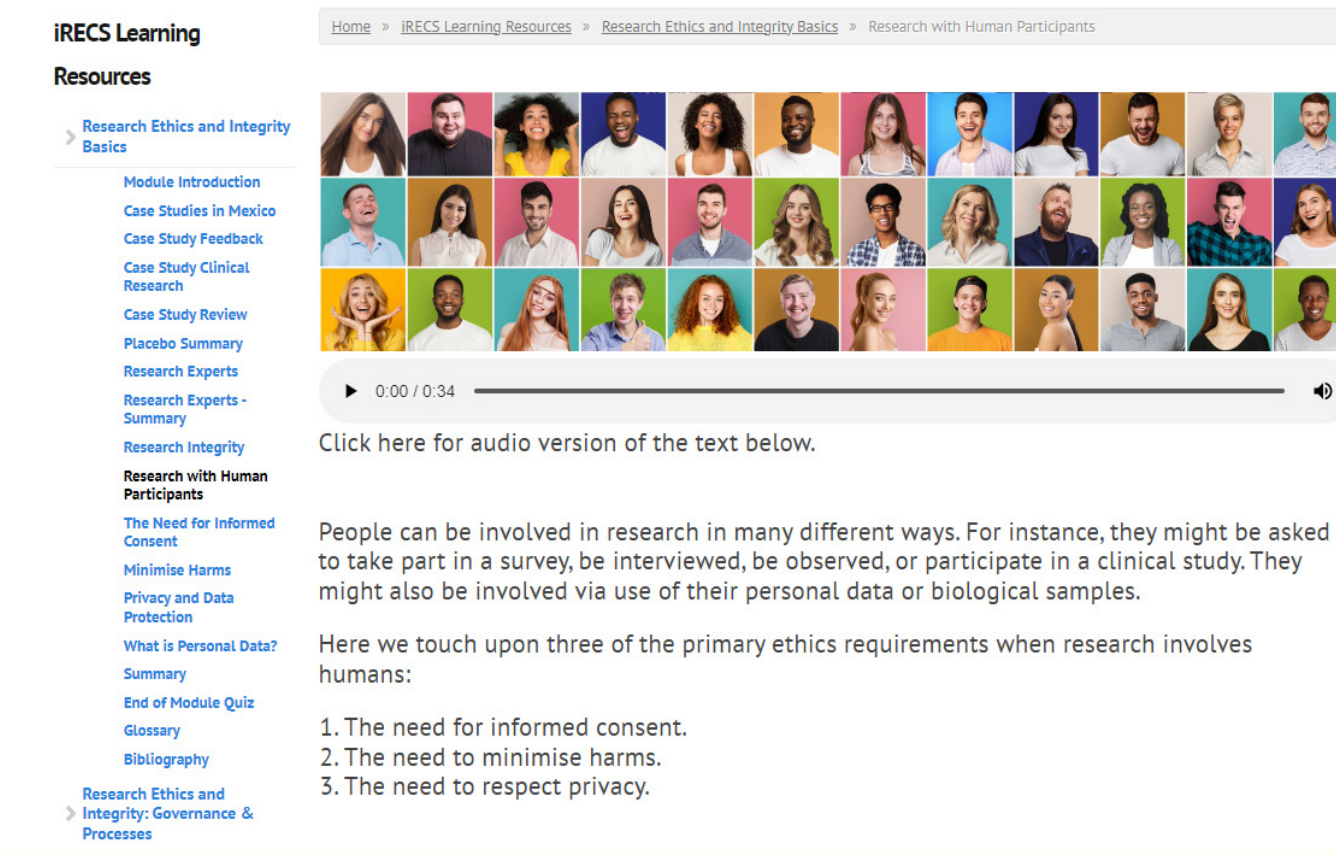 iRECS Learning
Resources
Research Ethics and Integrity
Basics
Module Introduction
Case Studies in Mexico
Case Study Feedback
Case Study Clinical
Research
Case Study Review
Placebo Summary
Research Experts
Research Experts -
Summary
Research Integrity
Research with Human
Participants
The Need for Informed
Consent
Minimise Harms
Privacy and Data
Protection
What is Personal Data?
Summary
End of Module Quiz
Glossary
Bibliography
Research Ethics and
Integrity: Governance &
Processes
Home » iRECS Learning Resources » Research Ethics and Integrity Basics » Research with Human Participants
0:00 / 0:34
Click here for audio version of the text below.
People can be involved in research in many different ways. For instance, they might be asked
to take part in a survey, be interviewed, be observed, or participate in a clinical study. They
might also be involved via use of their personal data or biological samples.
Here we touch upon three of the primary ethics requirements when research involves
humans:
1. The need for informed consent.
2. The need to minimise harms.
3. The need to respect privacy.